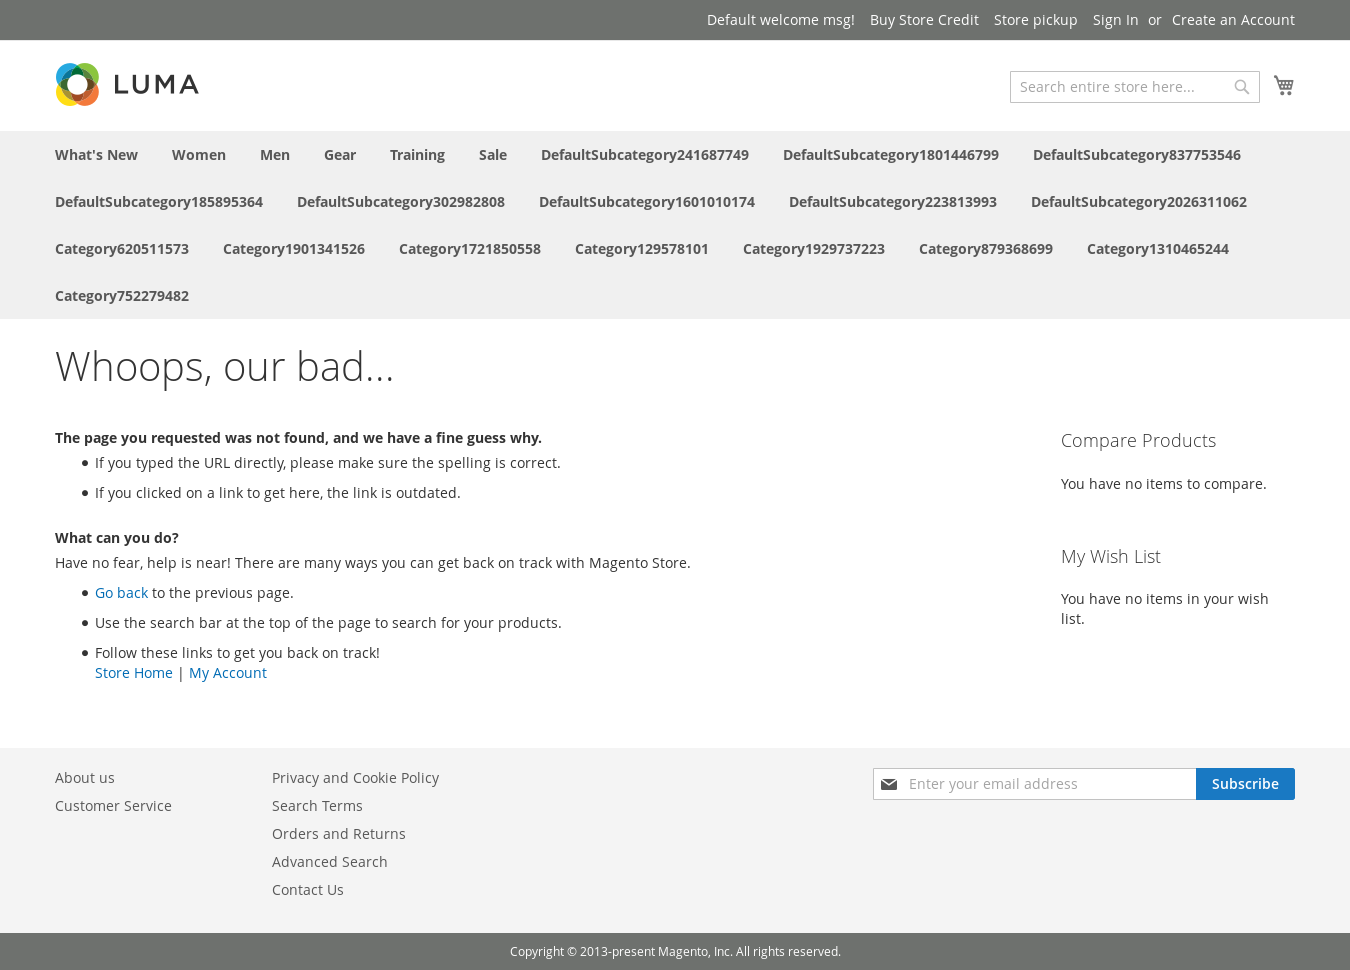 Default welcome msg! Buy Store Credit Store pickup Sign In or Create an Account
LUMA
Search entire store here...
What's New Women Men Gear Training Sale DefaultSubcategory241687749 DefaultSubcategory1801446799 DefaultSubcategory837753546
DefaultSubcategory185895364 DefaultSubcategory302982808 DefaultSubcategory1601010174 DefaultSubcategory223813993 DefaultSubcategory2026311062
Category620511573 Category1901341526 Category1721850558 Category129578101 Category1929737223 Category879368699 Category1310465244
Category752279482
Whoops, our bad...
The page you requested was not found, and we have a fine guess why.
If you typed the URL directly, please make sure the spelling is correct.
If you clicked on a link to get here, the link is outdated.
What can you do?
Have no fear, help is near! There are many ways you can get back on track with Magento Store.
Go back to the previous page.
Use the search bar at the top of the page to search for your products.
Follow these links to get you back on track!
Store Home | My Account
Compare Products
You have no items to compare.
My Wish List
You have no items in your wish
list.
About us
Customer Service
Privacy and Cookie Policy
Search Terms
Orders and Returns
Advanced Search
Contact Us
Enter your email address
Subscribe
Copyright © 2013-present Magento, Inc. All rights reserved.